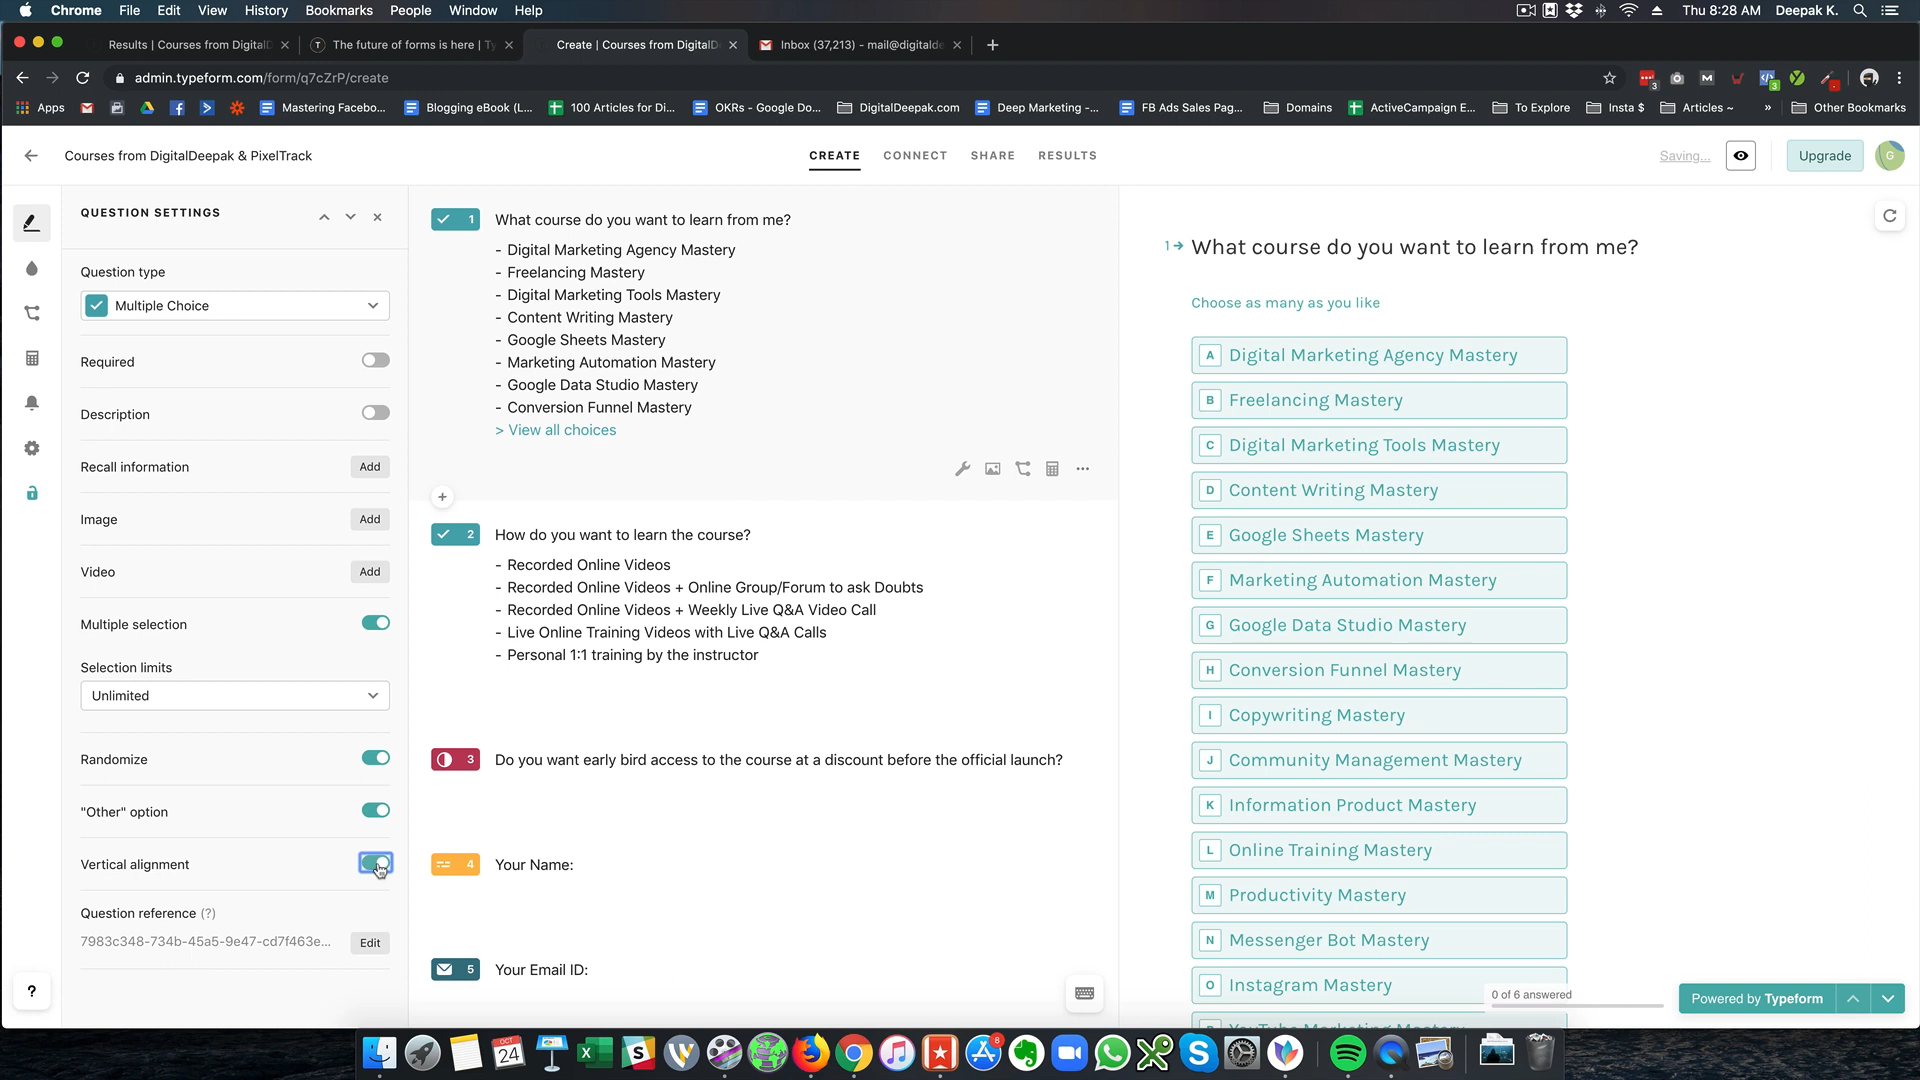 Chrome File Edit View History Bookmarks People Window Help Thu 8:28 AM Deepak K.
Results | Courses from DigitalD
The future of forms is here | Ty
Create | Courses from DigitalD
Inbox (37,213) - mail@digitalde
admin.typeform.com/form/q7cZrP/create
3 3
Apps Mastering Facebo... Blogging eBook (L... 100 Articles for Di... OKRs - Google Do... DigitalDeepak.com Deep Marketing -... FB Ads Sales Pag... Domains ActiveCampaign E... To Explore Insta $ Articles ~ » Other Bookmarks
Courses from DigitalDeepak & PixelTrack
CREATE CONNECT SHARE RESULTS
Saving...
Upgrade
G
QUESTION SETTINGS
Question type
Multiple Choice
Required
Description
Recall information Add
Image Add
Video Add
Multiple selection
Selection limits
Unlimited
Randomize
"Other" option
Vertical alignment
Question reference (?)
7983c348-734b-45a5-9e47-cd7f463e... Edit
?
1 What course do you want to learn from me?
- Digital Marketing Agency Mastery
- Freelancing Mastery
- Digital Marketing Tools Mastery
- Content Writing Mastery
- Google Sheets Mastery
- Marketing Automation Mastery
- Google Data Studio Mastery
- Conversion Funnel Mastery
> View all choices
2 How do you want to learn the course?
- Recorded Online Videos
- Recorded Online Videos + Online Group/Forum to ask Doubts
- Recorded Online Videos + Weekly Live Q&A Video Call
- Live Online Training Videos with Live Q&A Calls
- Personal 1:1 training by the instructor
3 Do you want early bird access to the course at a discount before the official launch?
4 Your Name:
5 Your Email ID:
1 What course do you want to learn from me?
Choose as many as you like
A Digital Marketing Agency Mastery
B Freelancing Mastery
C Digital Marketing Tools Mastery
D Content Writing Mastery
E Google Sheets Mastery
F Marketing Automation Mastery
G Google Data Studio Mastery
H Conversion Funnel Mastery
I Copywriting Mastery
J Community Management Mastery
K Information Product Mastery
L Online Training Mastery
M Productivity Mastery
N Messenger Bot Mastery
O Instagram Mastery
YouTube Marketing Mastery
0 of 6 answered
Powered by Typeform
OCT
24
8